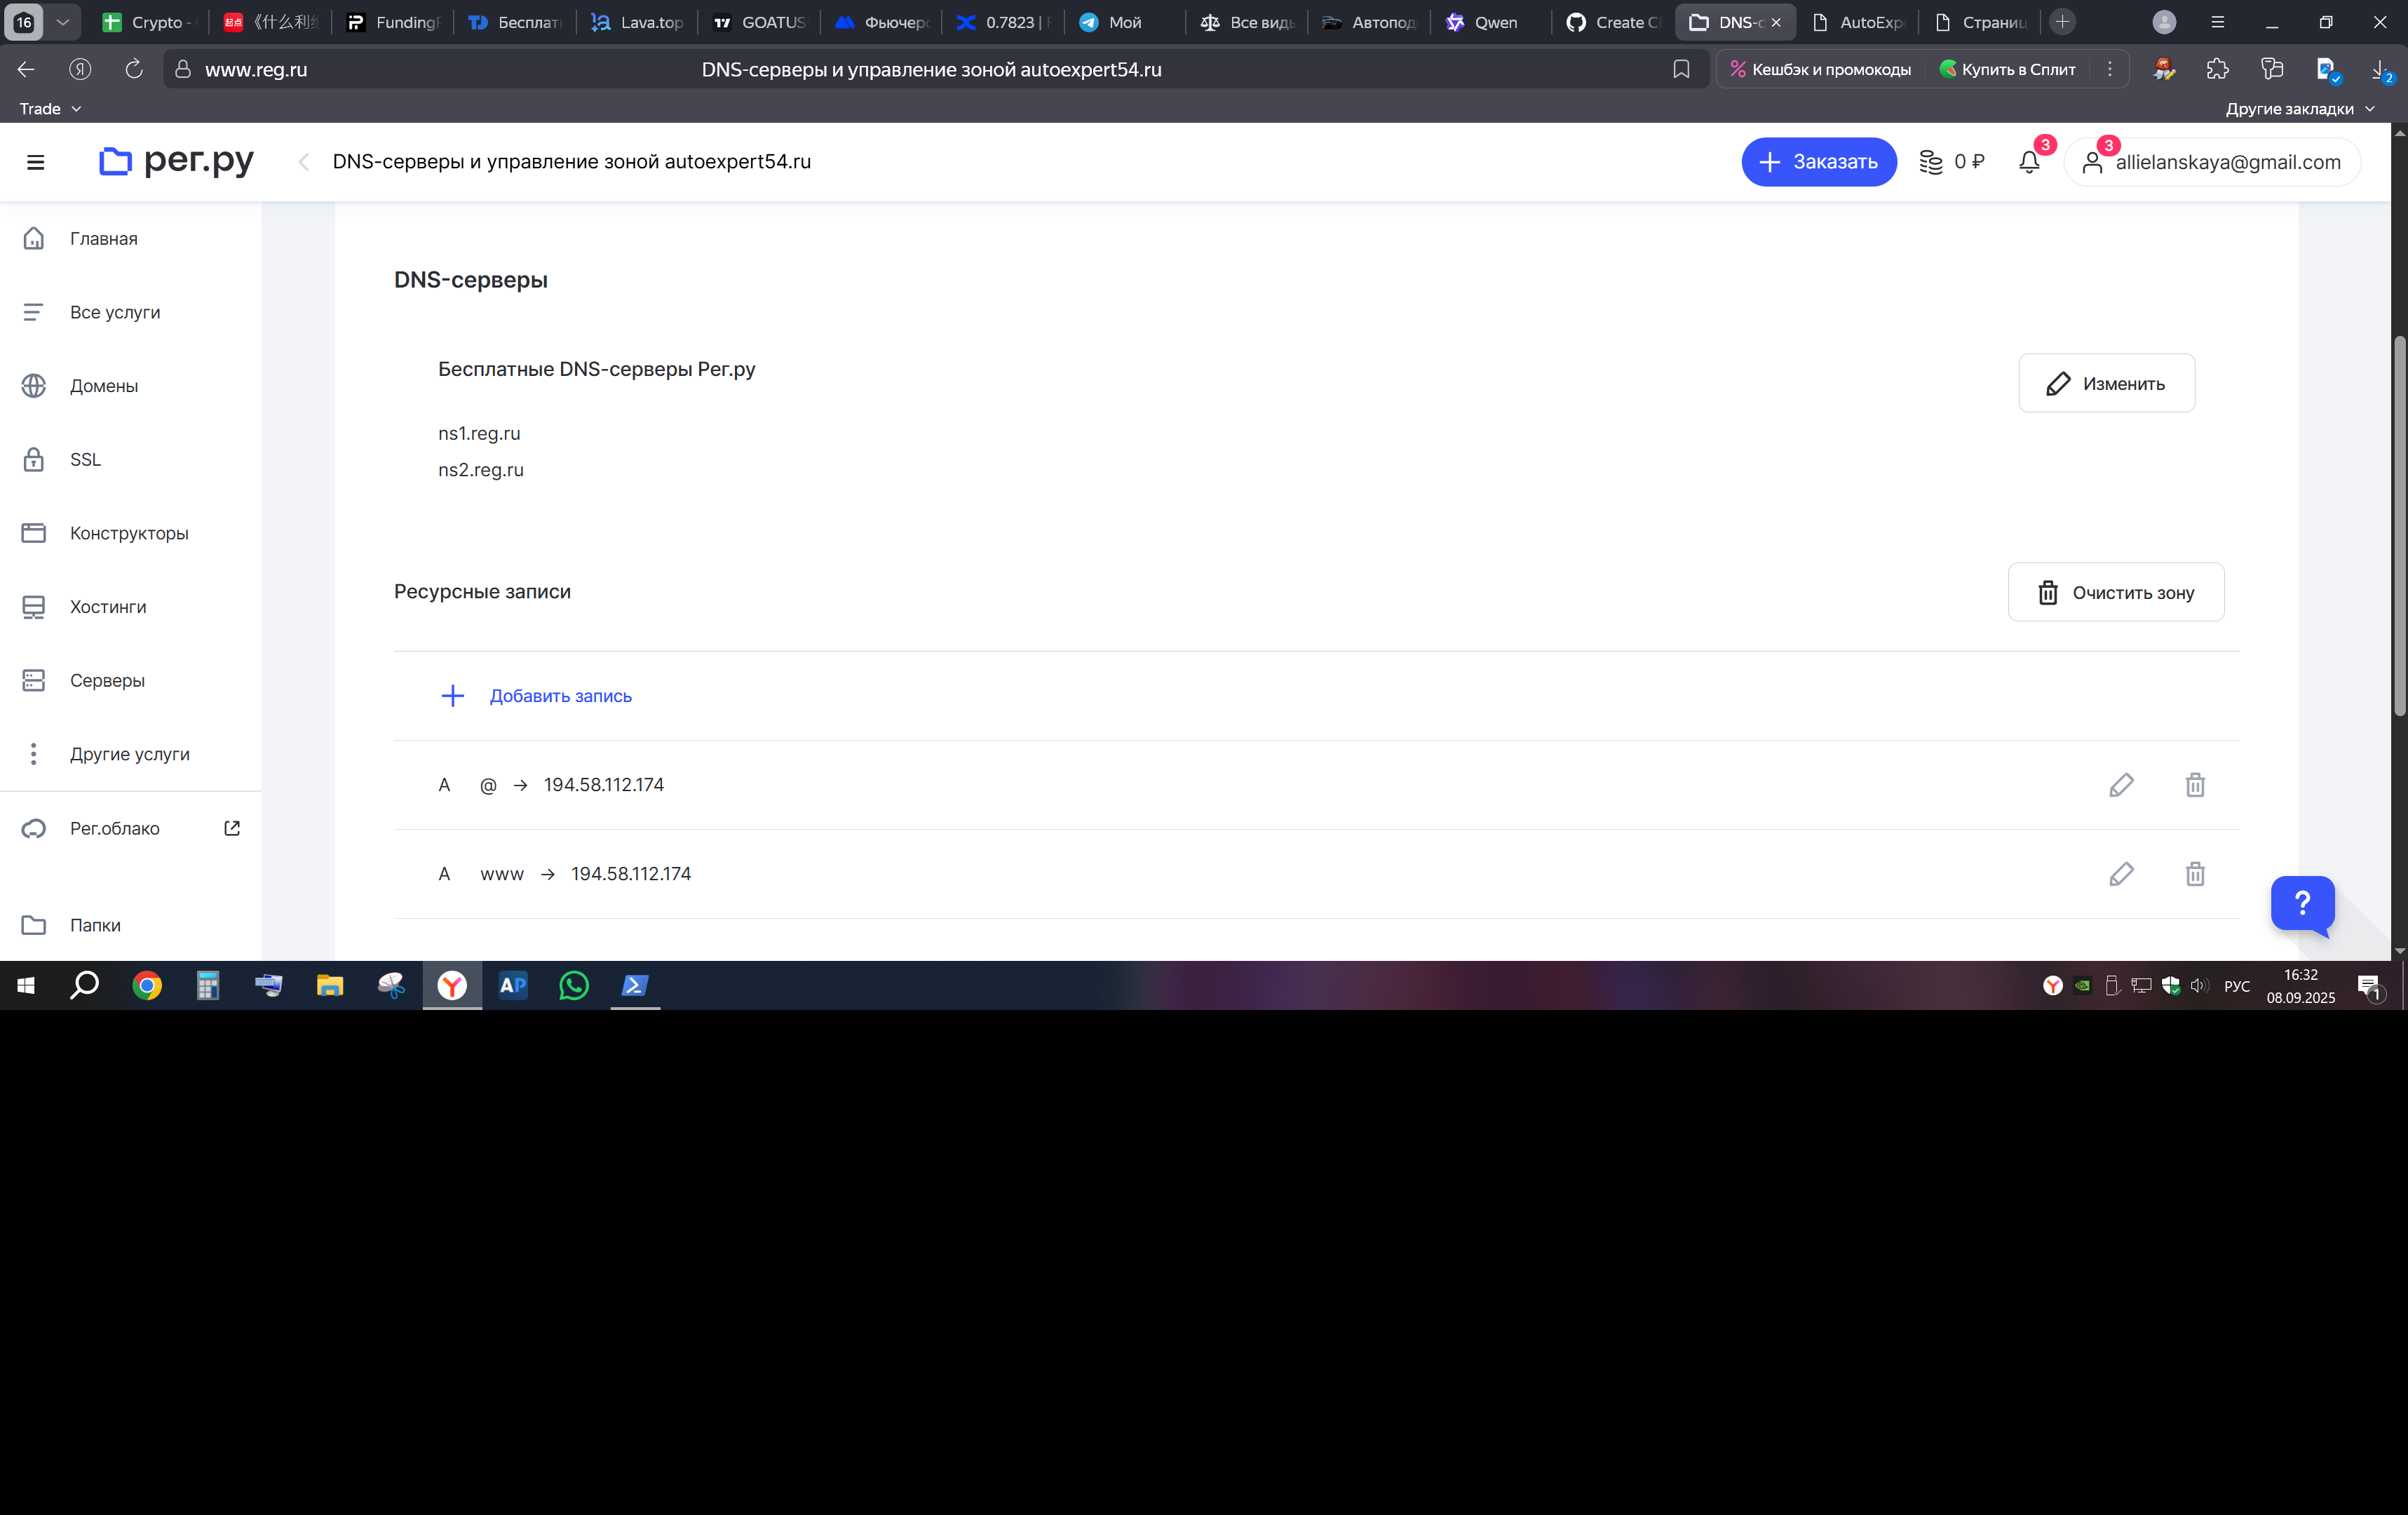 16
Crypto -
《什么利
Funding
Бесплат
Lava.top
GOATUS
Фьючерс
0.7823 | F
Мой
Все видь
Автопод
Qwen
Create C
DNS-с
AutoExp
Страниц
www.reg.ru
DNS-серверы и управление зоной autoexpert54.ru
% Кешбэк и промокоды
Купить в Сплит
2
Trade
Другие закладки
рег.ру
DNS-серверы и управление зоной autoexpert54.ru
+ Заказать
0 ₽
3
3
allielanskaya@gmail.com
Главная
Все услуги
Домены
SSL
Конструкторы
Хостинги
Серверы
Другие услуги
Рег.облако
Папки
DNS-серверы
Бесплатные DNS-серверы Рег.ру
Изменить
ns1.reg.ru
ns2.reg.ru
Ресурсные записи
Очистить зону
+ Добавить запись
A @ → 194.58.112.174
A www → 194.58.112.174
?
AP
РУС
16:32
08.09.2025
1